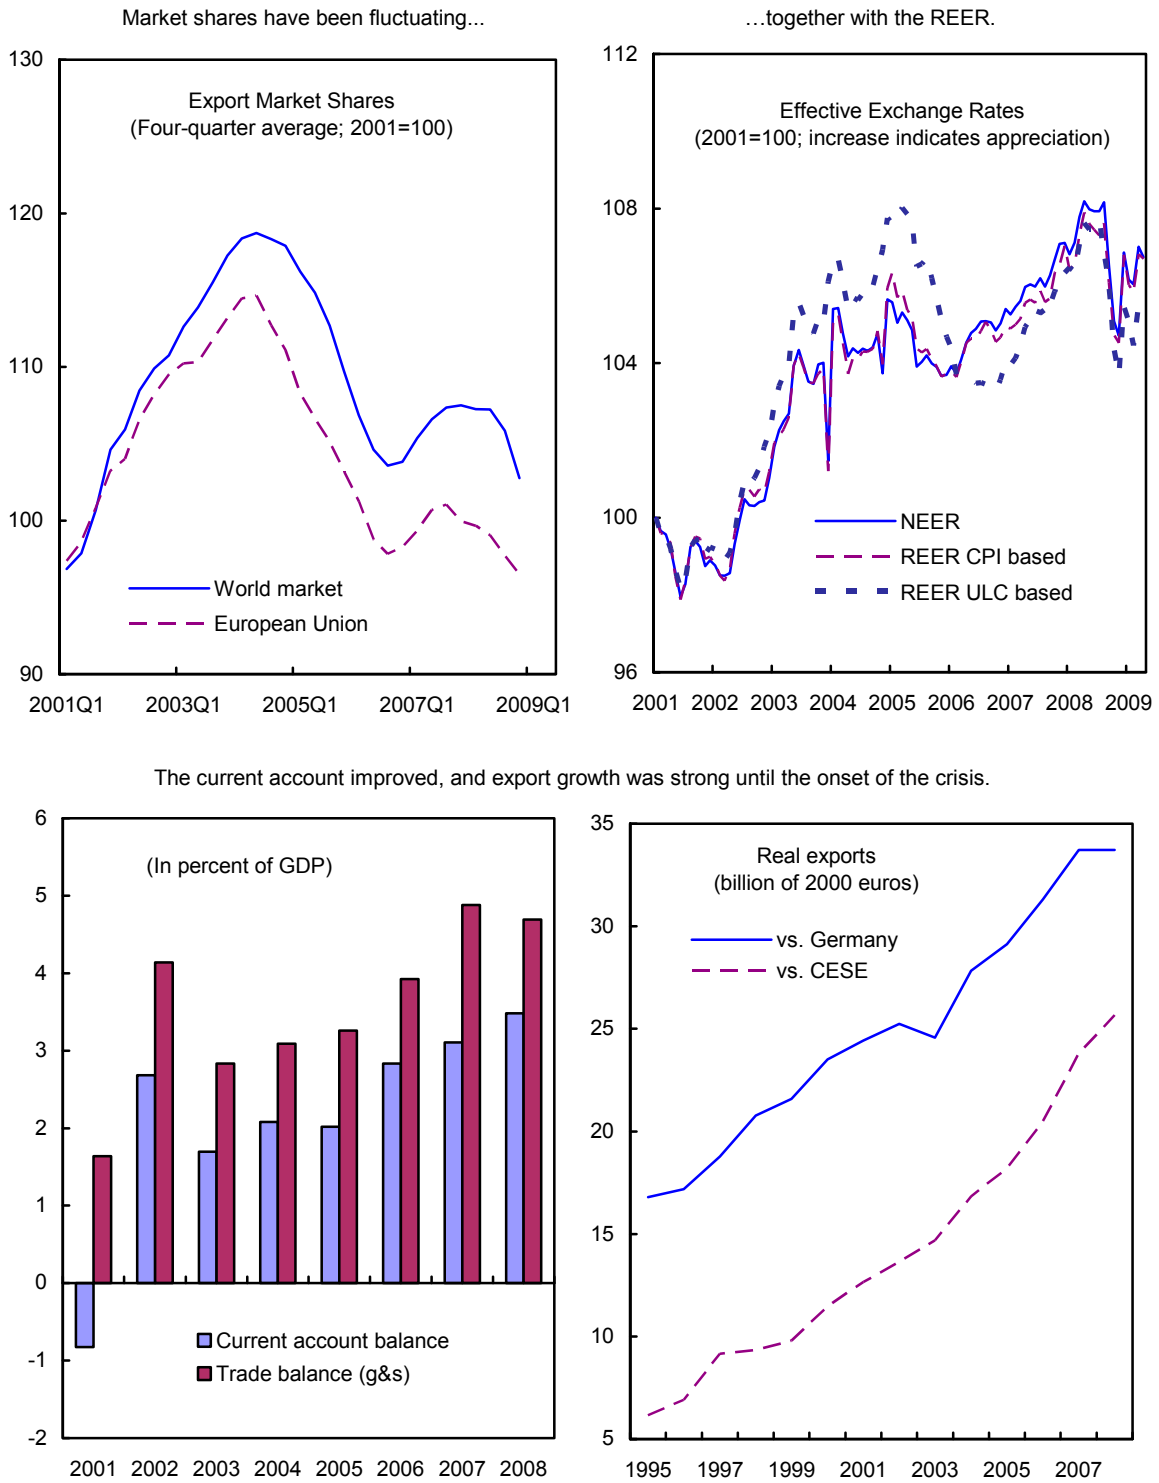 Market shares have been fluctuating...
…together with the REER.
130
120
110
100
90
Export Market Shares
(Four-quarter average; 2001=100)
World market
European Union
2001Q1 2003Q1 2005Q1 2007Q1 2009Q1
112
108
104
100
96
Effective Exchange Rates
(2001=100; increase indicates appreciation)
NEER
REER CPI based
REER ULC based
2001 2002 2003 2004 2005 2006 2007 2008 2009
The current account improved, and export growth was strong until the onset of the crisis.
6
5
4
3
2
1
0
-1
-2
(In percent of GDP)
Current account balance
Trade balance (g&s)
2001 2002 2003 2004 2005 2006 2007 2008
35
30
25
20
15
10
5
Real exports
(billion of 2000 euros)
vs. Germany
vs. CESE
1995 1997 1999 2001 2003 2005 2007